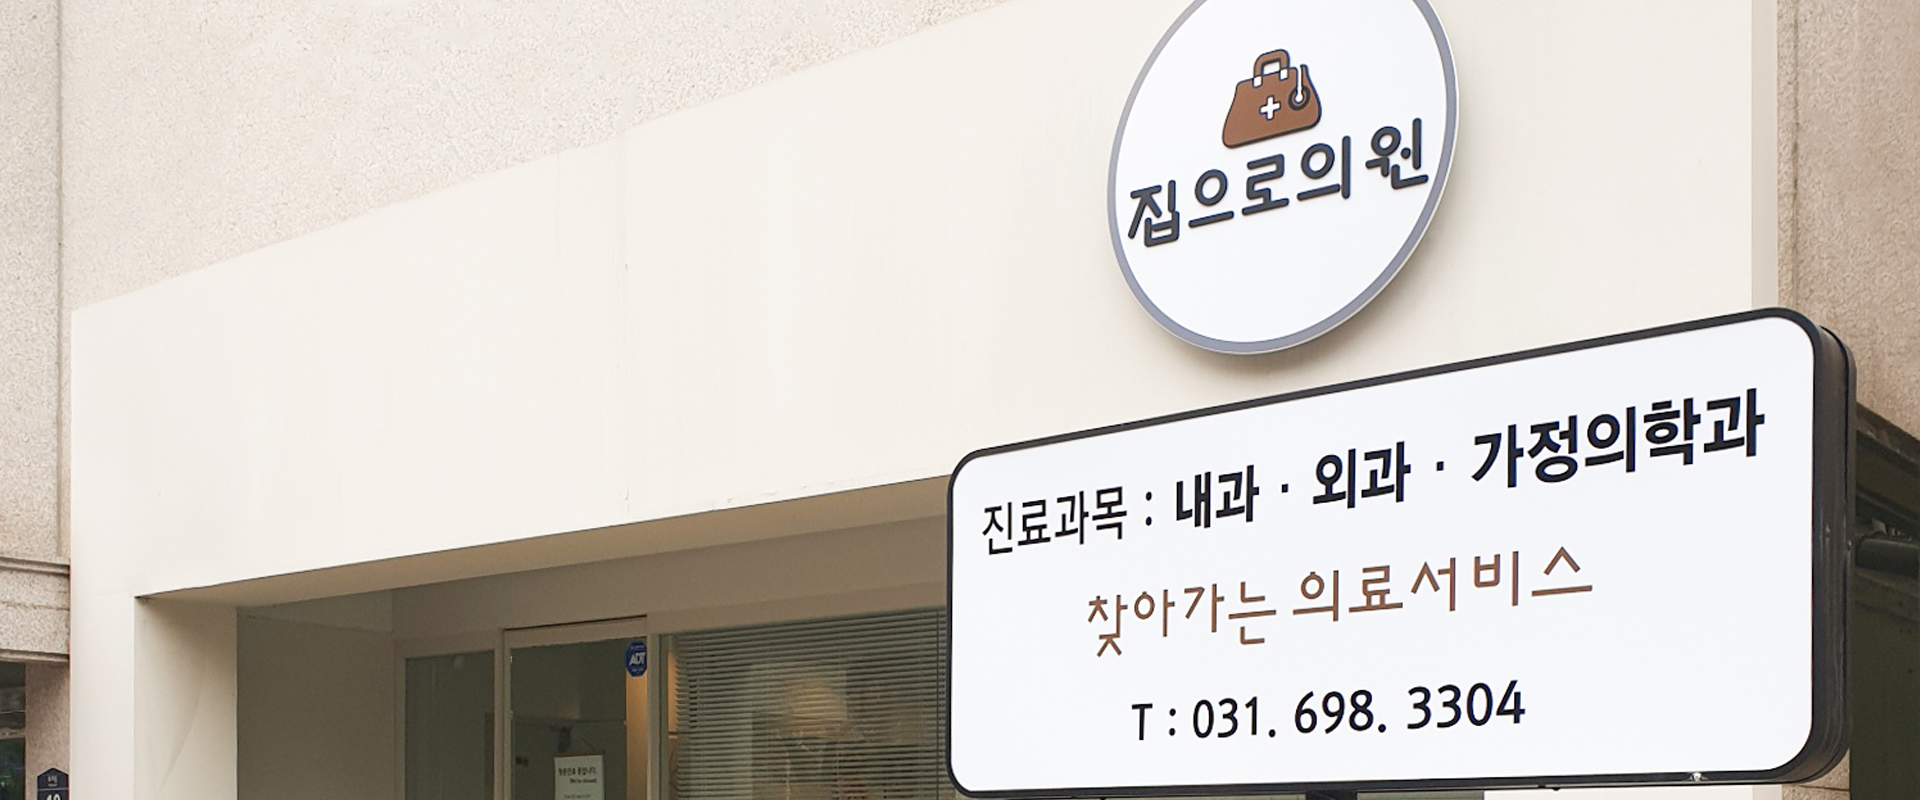 집으로의원
진료과목 : 내과 · 외과 · 가정의학과
찾아가는 의료서비스
T : 031. 698. 3304
ADT